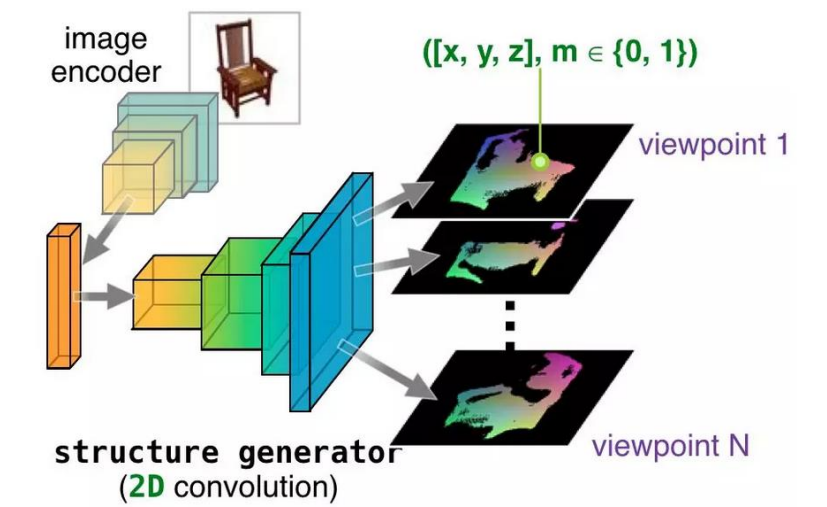 image
encoder
([x, y, z], m ∈ {0, 1})
viewpoint 1
viewpoint N
structure generator
(2D convolution)